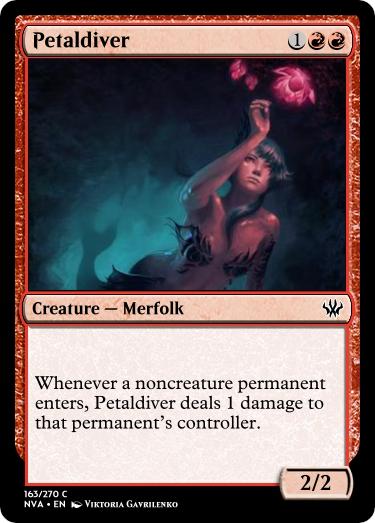 Petaldiver 1
Creature — Merfolk
Whenever a noncreature permanent
enters, Petaldiver deals 1 damage to
that permanent's controller.
2/2
163/270 C
NVA • EN Viktoria Gavrilenko